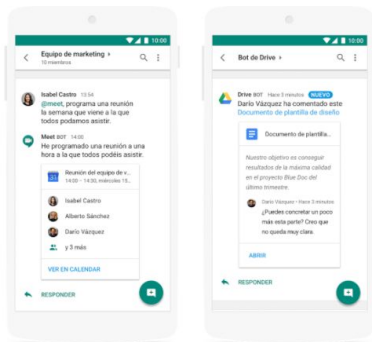 10:00
Equipo de marketing ›
10 miembros
Isabel Castro 13:54
@meet, programa una reunión
la semana que viene a la que
todos podamos asistir.
Meet BOT 14:00
He programado una reunión a una
hora a la que todos podéis asistir.
Reunión del equipo de v...
14:00 – 14:30, miércoles 15...
Isabel Castro
Alberto Sánchez
Darío Vázquez
y 3 más
VER EN CALENDAR
RESPONDER
10:00
Bot de Drive ›
Drive BOT Hace 3 minutos NUEVO
Darío Vázquez ha comentado este
Documento de plantilla de diseño
Documento de plantilla...
Nuestro objetivo es conseguir
resultados de la máxima calidad
en el proyecto Blue Doc del
último trimestre.
Darío Vázquez - Hace 3 minutos
¿Puedes concretar un poco
más esta parte? Creo que
no queda muy clara.
ABRIR
RESPONDER